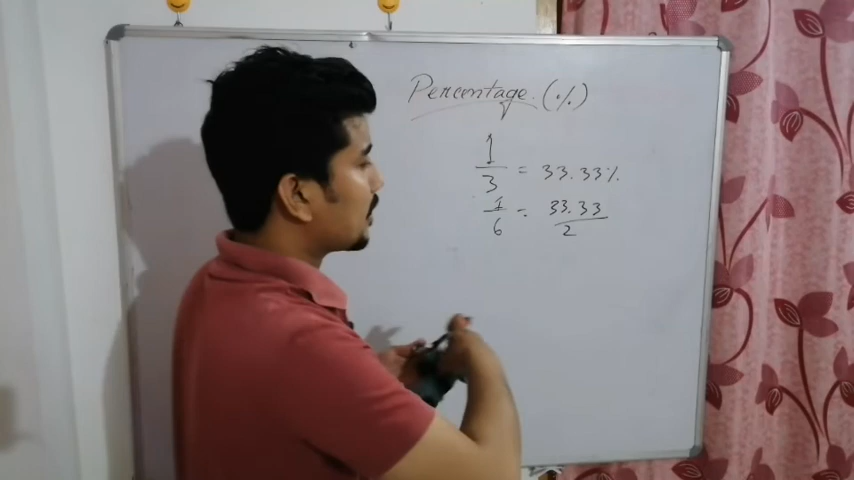 Percentage. (%)
1/3 = 33.33%
1/6 = 33.33/2